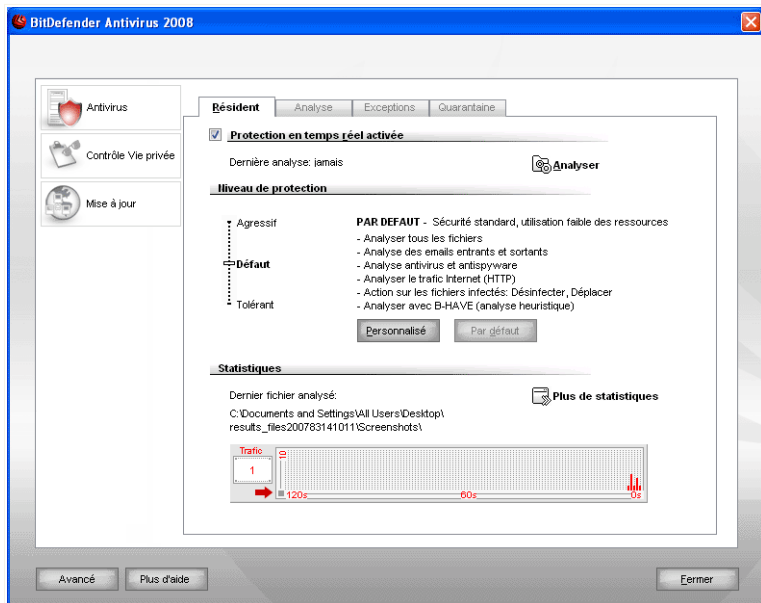 BitDefender Antivirus 2008
Antivirus
Contrôle Vie privée
Mise à jour
Résident
Analyse
Exceptions
Quarantaine
Protection en temps réel activée
Dernière analyse: jamais
Analyser
Niveau de protection
Agressif
Défaut
Tolérant
PAR DEFAUT - Sécurité standard, utilisation faible des ressources
- Analyser tous les fichiers
- Analyse des emails entrants et sortants
- Analyse antivirus et antispyware
- Analyser le trafic Internet (HTTP)
- Action sur les fichiers infectés: Désinfecter, Déplacer
- Analyser avec B-HAVE (analyse heuristique)
Personnalisé
Par défaut
Statistiques
Dernier fichier analysé:
Plus de statistiques
C:\Documents and Settings\All Users\Desktop\
results_files200783141011\Screenshots\
Trafic
1
10
120s
60s
0s
Avancé
Plus d'aide
Fermer